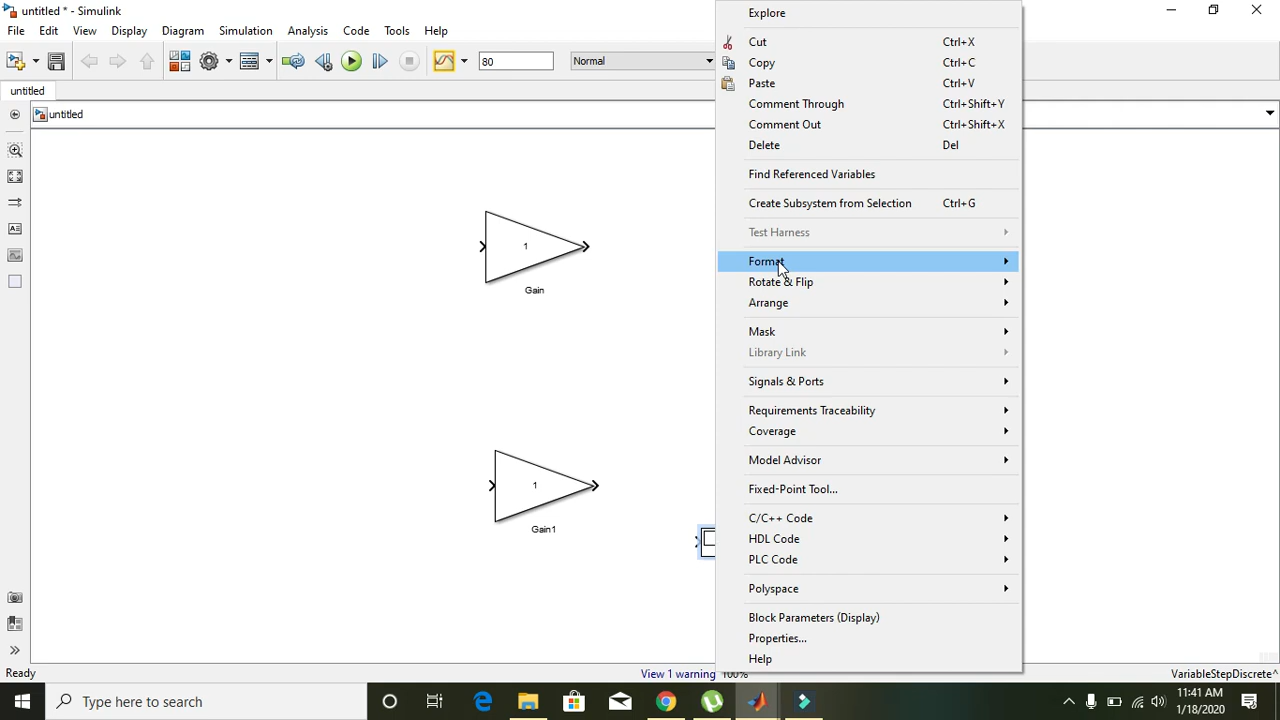 untitled * - Simulink
File Edit View Display Diagram Simulation Analysis Code Tools Help
80 Normal
untitled
untitled
1
Gain
1
Gain1
Explore
Cut Ctrl+X
Copy Ctrl+C
Paste Ctrl+V
Comment Through Ctrl+Shift+Y
Comment Out Ctrl+Shift+X
Delete Del
Find Referenced Variables
Create Subsystem from Selection Ctrl+G
Test Harness
Format
Rotate & Flip
Arrange
Mask
Library Link
Signals & Ports
Requirements Traceability
Coverage
Model Advisor
Fixed-Point Tool...
C/C++ Code
HDL Code
PLC Code
Polyspace
Block Parameters (Display)
Properties...
Help
Ready View 1 warning 100% VariableStepDiscrete
Type here to search
11:41 AM
1/18/2020